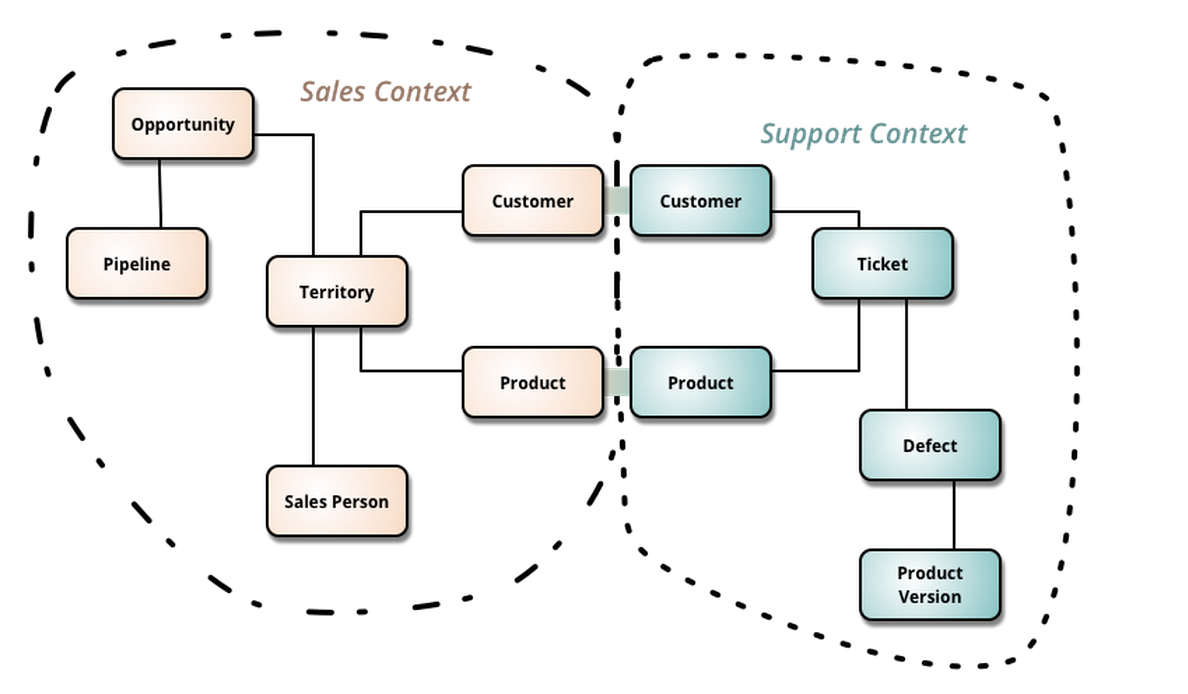 Sales Context
Opportunity
Support Context
Customer
Customer
Pipeline
Ticket
Territory
Product
Product
Defect
Sales Person
Product
Version